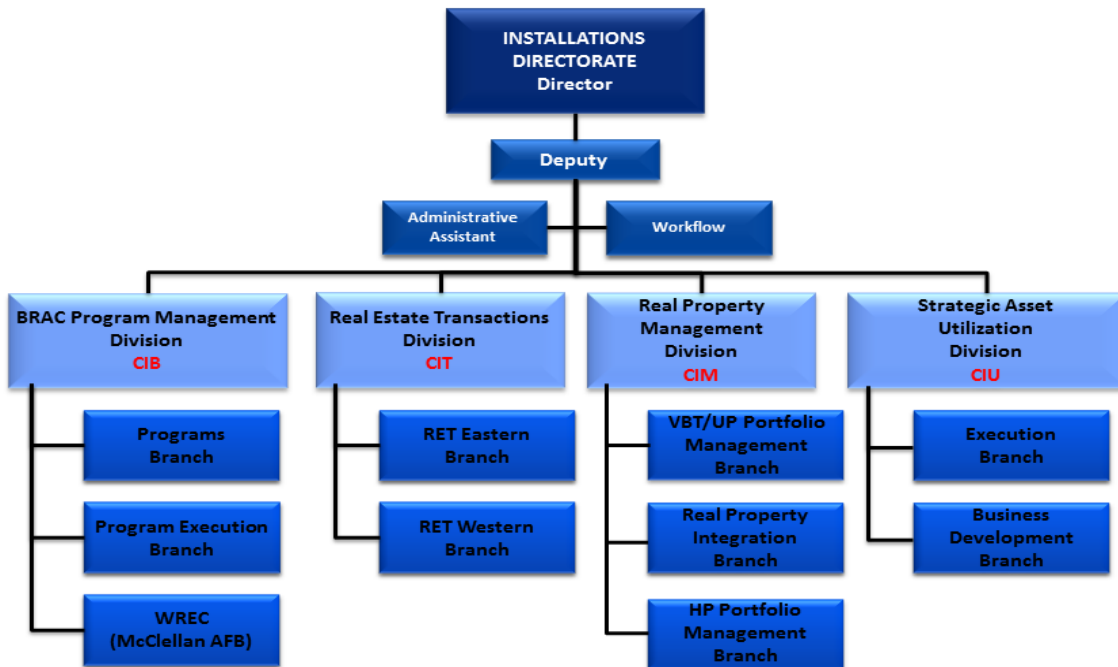 INSTALLATIONS
DIRECTORATE
Director
Deputy
Administrative
Assistant
Workflow
BRAC Program Management
Division
CIB
Real Estate Transactions
Division
CIT
Real Property
Management
Division
CIM
Strategic Asset
Utilization
Division
CIU
Programs
Branch
Program Execution
Branch
WREC
(McClellan AFB)
RET Eastern
Branch
RET Western
Branch
VBT/UP Portfolio
Management
Branch
Real Property
Integration
Branch
HP Portfolio
Management
Branch
Execution
Branch
Business
Development
Branch